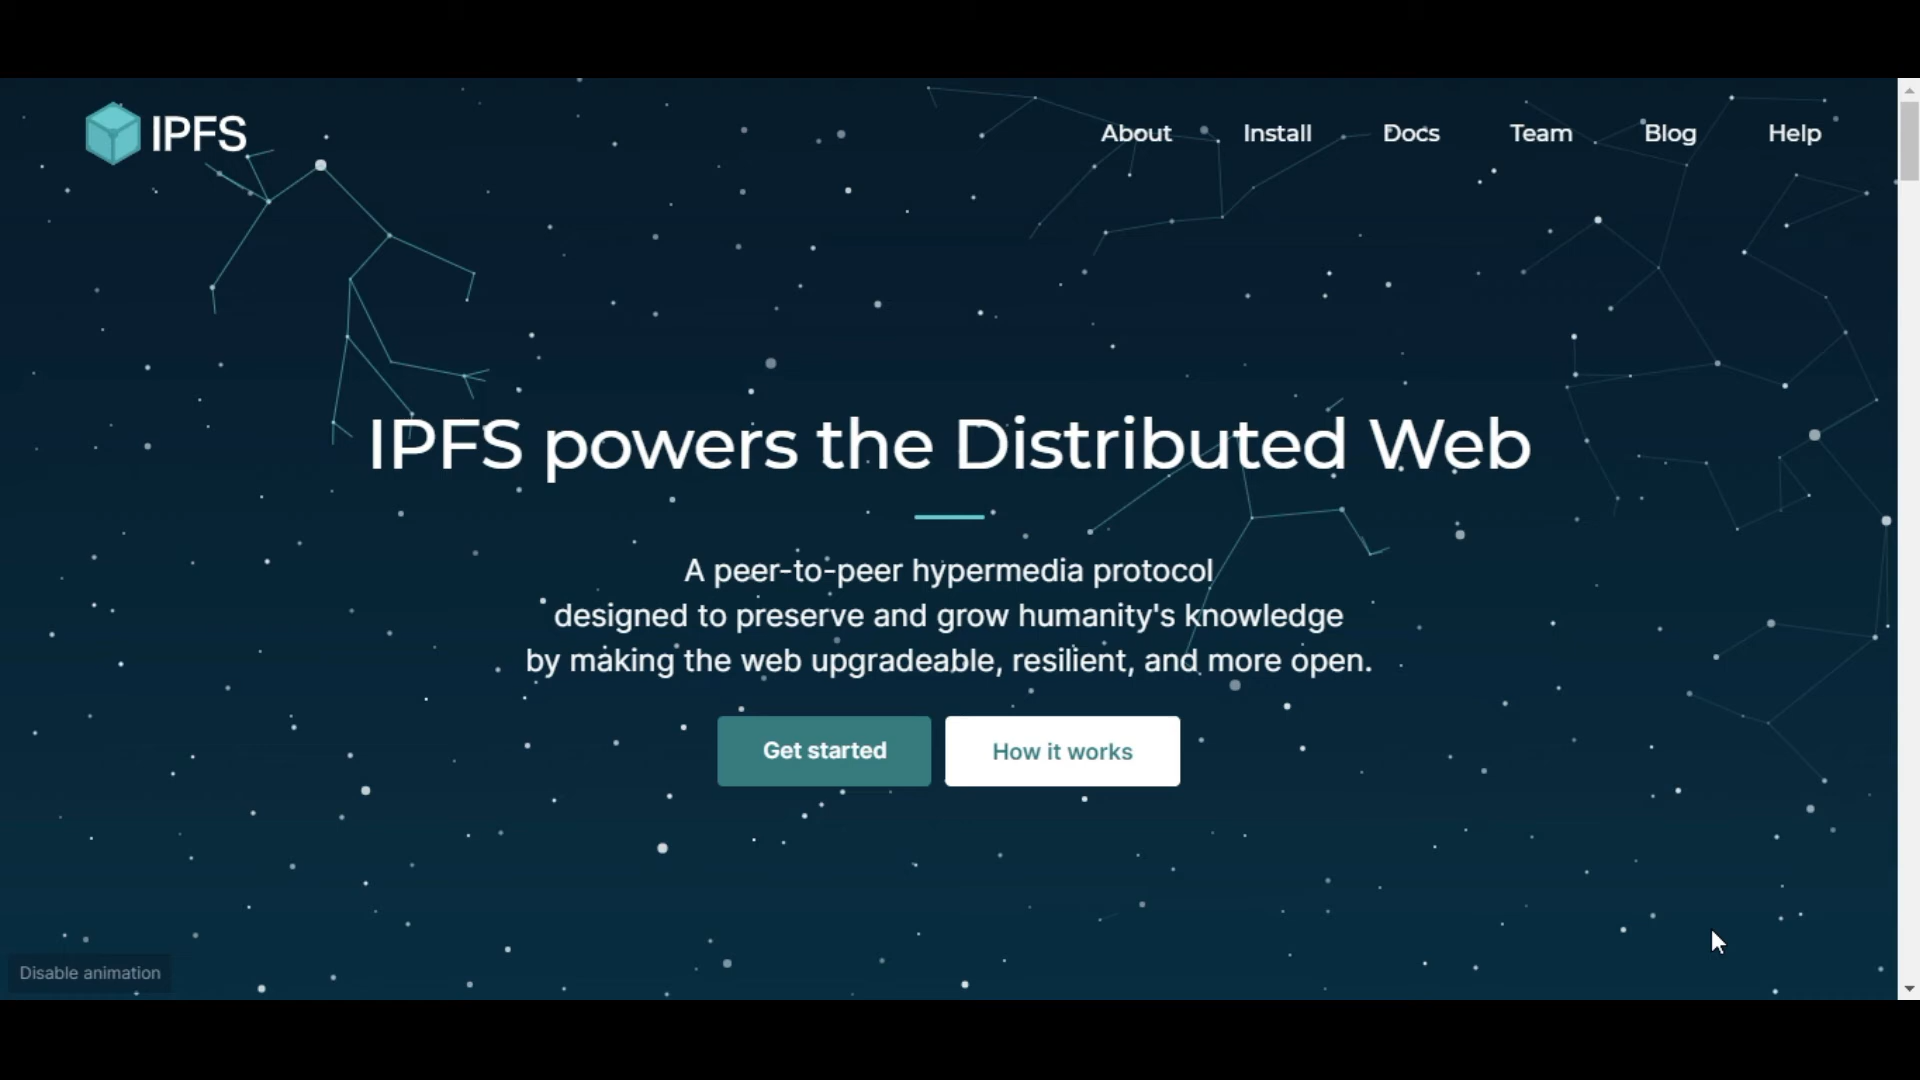 IPFS
About Install Docs Team Blog Help
IPFS powers the Distributed Web
A peer-to-peer hypermedia protocol
designed to preserve and grow humanity's knowledge
by making the web upgradeable, resilient, and more open.
Get started How it works
Disable animation